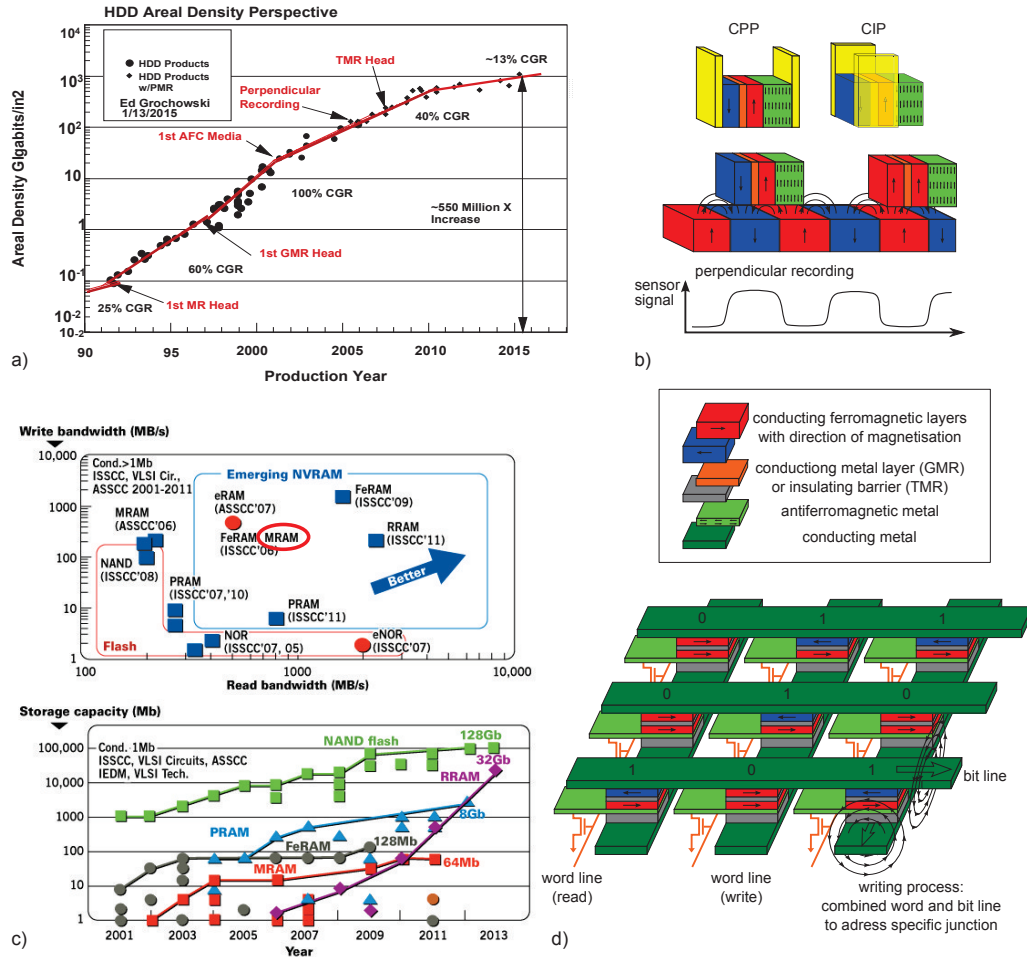 HDD Areal Density Perspective
Areal Density GIgabits/in2
10⁴
10³
10²
10
1
10⁻¹
10⁻²
10⁻²
HDD Products
HDD Products
w/PMR
Ed Grochowski
1/13/2015
~13% CGR
TMR Head
Perpendicular
Recording
40% CGR
1st AFC Media
100% CGR
~550 Million X
Increase
1st GMR Head
60% CGR
1st MR Head
25% CGR
90
95
2000
2005
2010
2015
Production Year
a)
CPP
CIP
perpendicular recording
sensor
signal
b)
Write bandwidth (MB/s)
10,000
1000
100
10
1
Cond.>1Mb
ISSCC, VLSI Cir.,
ASSCC 2001-2011
Emerging NVRAM
MRAM
(ASSCC'06)
eRAM
(ASSCC'07)
FeRAM
(ISSCC'09)
FeRAM
(ISSCC'06)
MRAM
RRAM
(ISSCC'11)
NAND
(ISSCC'08)
Better
PRAM
(ISSCC'07,'10)
PRAM
(ISSCC'11)
NOR
(ISSCC'07, 05)
eNOR
(ISSCC'07)
Flash
100
1000
10,000
Read bandwidth (MB/s)
Storage capacity (Mb)
100,000
10,000
1000
100
10
1
Cond. 1Mb
ISSCC, VLSI Circuits, ASSCC
IEDM, VLSI Tech.
NAND flash
128Gb
32Gb
RRAM
PRAM
8Gb
FeRAM
128Mb
MRAM
64Mb
2001
2003
2005
2007
2009
2011
2013
Year
c)
conducting ferromagnetic layers
with direction of magnetisation
conductiong metal layer (GMR)
or insulating barrier (TMR)
antiferromagnetic metal
conducting metal
0
1
1
0
1
0
1
0
1
bit line
word line
(read)
word line
(write)
writing process:
combined word and bit line
to adress specific junction
d)